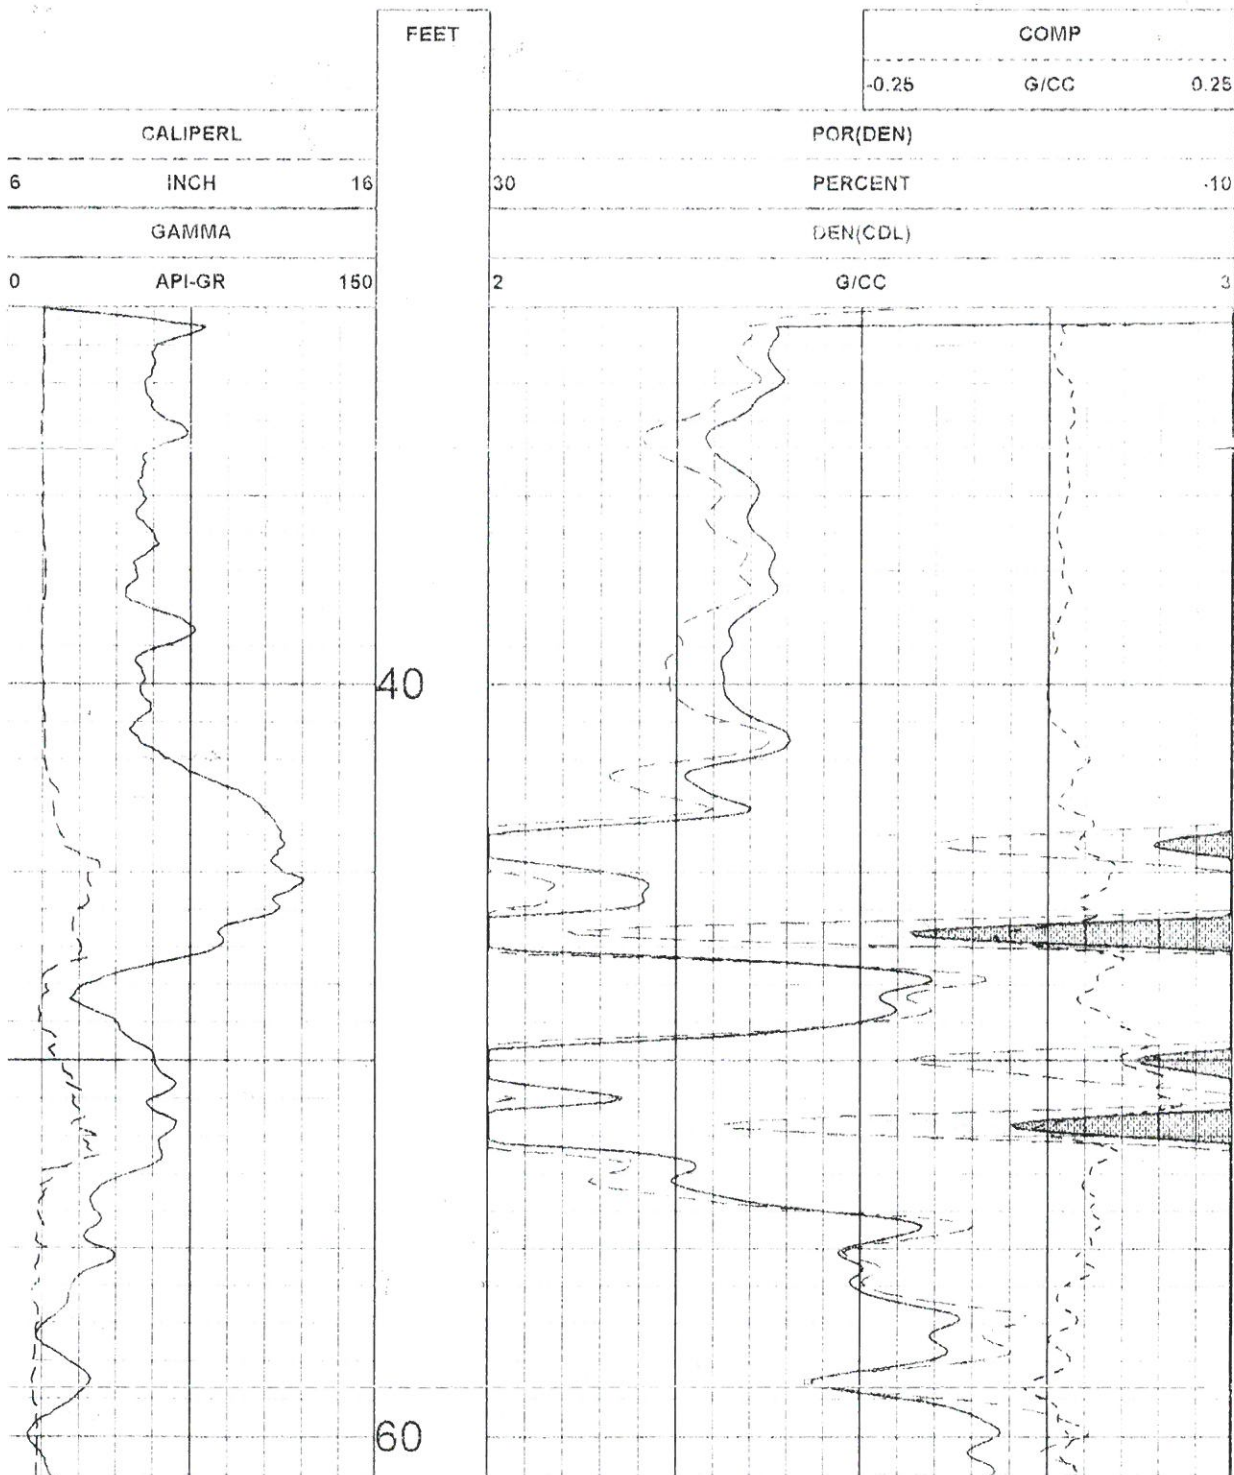 FEET
COMP
-0.25 G/CC 0.25
CALIPERL
POR(DEN)
6 INCH 16
30 PERCENT -10
GAMMA
DEN(CDL)
0 API-GR 150
2 G/CC 3
40
60